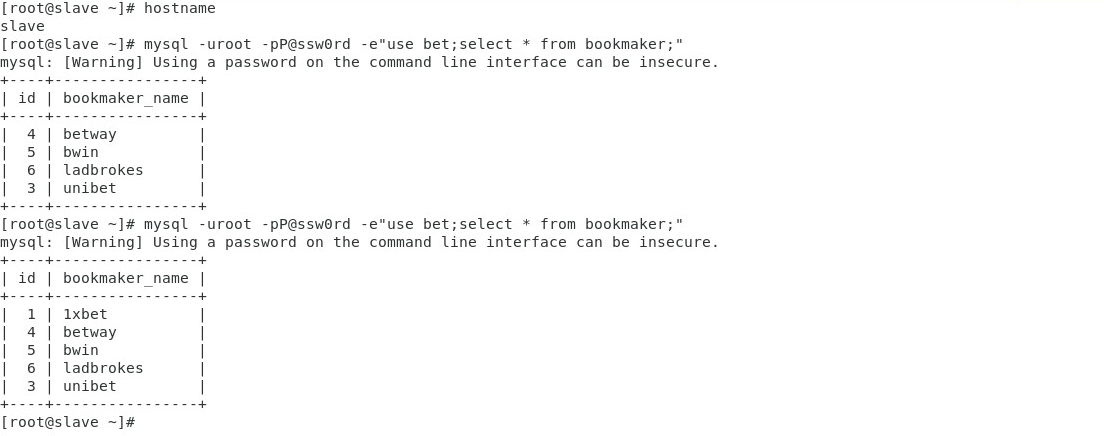 [root@slave ~]# hostname
slave
[root@slave ~]# mysql -uroot -pP@ssw0rd -e"use bet;select * from bookmaker;"
mysql: [Warning] Using a password on the command line interface can be insecure.
+----+----------------+
| id | bookmaker_name |
+----+----------------+
|  4 | betway         |
|  5 | bwin           |
|  6 | ladbrokes      |
|  3 | unibet         |
+----+----------------+
[root@slave ~]# mysql -uroot -pP@ssw0rd -e"use bet;select * from bookmaker;"
mysql: [Warning] Using a password on the command line interface can be insecure.
+----+----------------+
| id | bookmaker_name |
+----+----------------+
|  1 | 1xbet          |
|  4 | betway         |
|  5 | bwin           |
|  6 | ladbrokes      |
|  3 | unibet         |
+----+----------------+
[root@slave ~]#